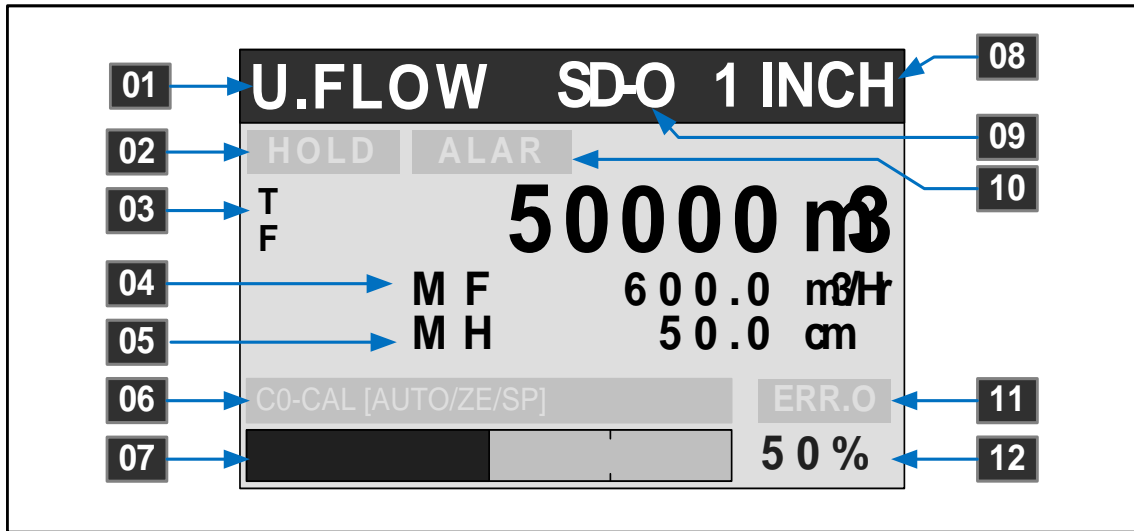 01 U.FLOW SD-O 1 INCH 08
02 HOLD ALAR 09
03 T 50000 m3 10
F
04 M F 600.0 m3/Hr
05 M H 50.0 cm
06 C0-CAL [AUTO/ZE/SP] ERR.O 11
07 50% 12